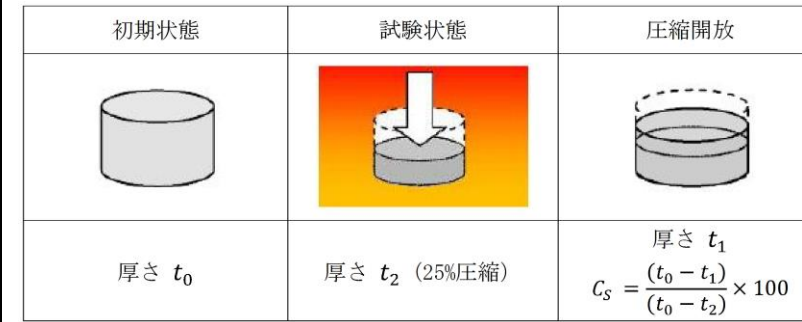 初期状態
試験状態
圧縮開放
厚さ t₀
厚さ t₂ (25%圧縮)
厚さ t₁
Cₛ = (t₀ − t₁)/(t₀ − t₂) × 100